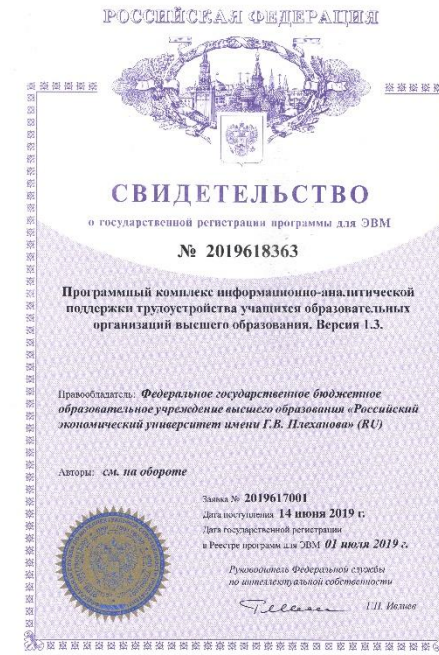 РОССИЙСКАЯ ФЕДЕРАЦИЯ
СВИДЕТЕЛЬСТВО
о государственной регистрации программы для ЭВМ
№ 2019618363
Программный комплекс информационно-аналитической
поддержки трудоустройства учащихся образовательных
организаций высшего образования. Версия 1.3.
Правообладатель: Федеральное государственное бюджетное
образовательное учреждение высшего образования «Российский
экономический университет имени Г.В. Плеханова» (RU)
Авторы: см. на обороте
Заявка № 2019617001
Дата поступления 14 июня 2019 г.
Дата государственной регистрации
в Реестре программ для ЭВМ 01 июля 2019 г.
Руководитель Федеральной службы
по интеллектуальной собственности
Г.П. Ивлиев